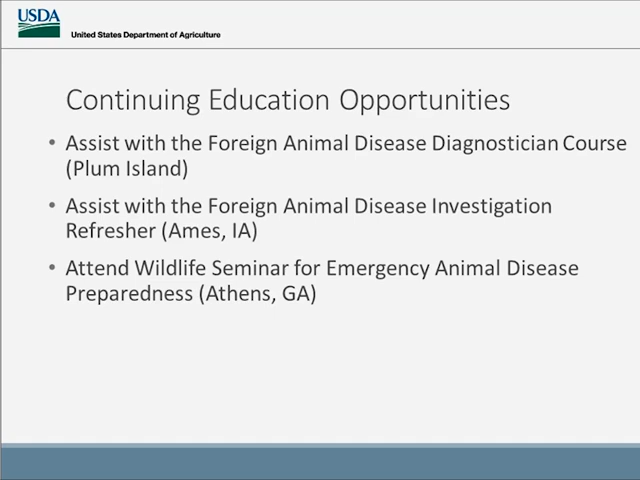 USDA
United States Department of Agriculture
Continuing Education Opportunities
• Assist with the Foreign Animal Disease Diagnostician Course
(Plum Island)
• Assist with the Foreign Animal Disease Investigation
Refresher (Ames, IA)
• Attend Wildlife Seminar for Emergency Animal Disease
Preparedness (Athens, GA)